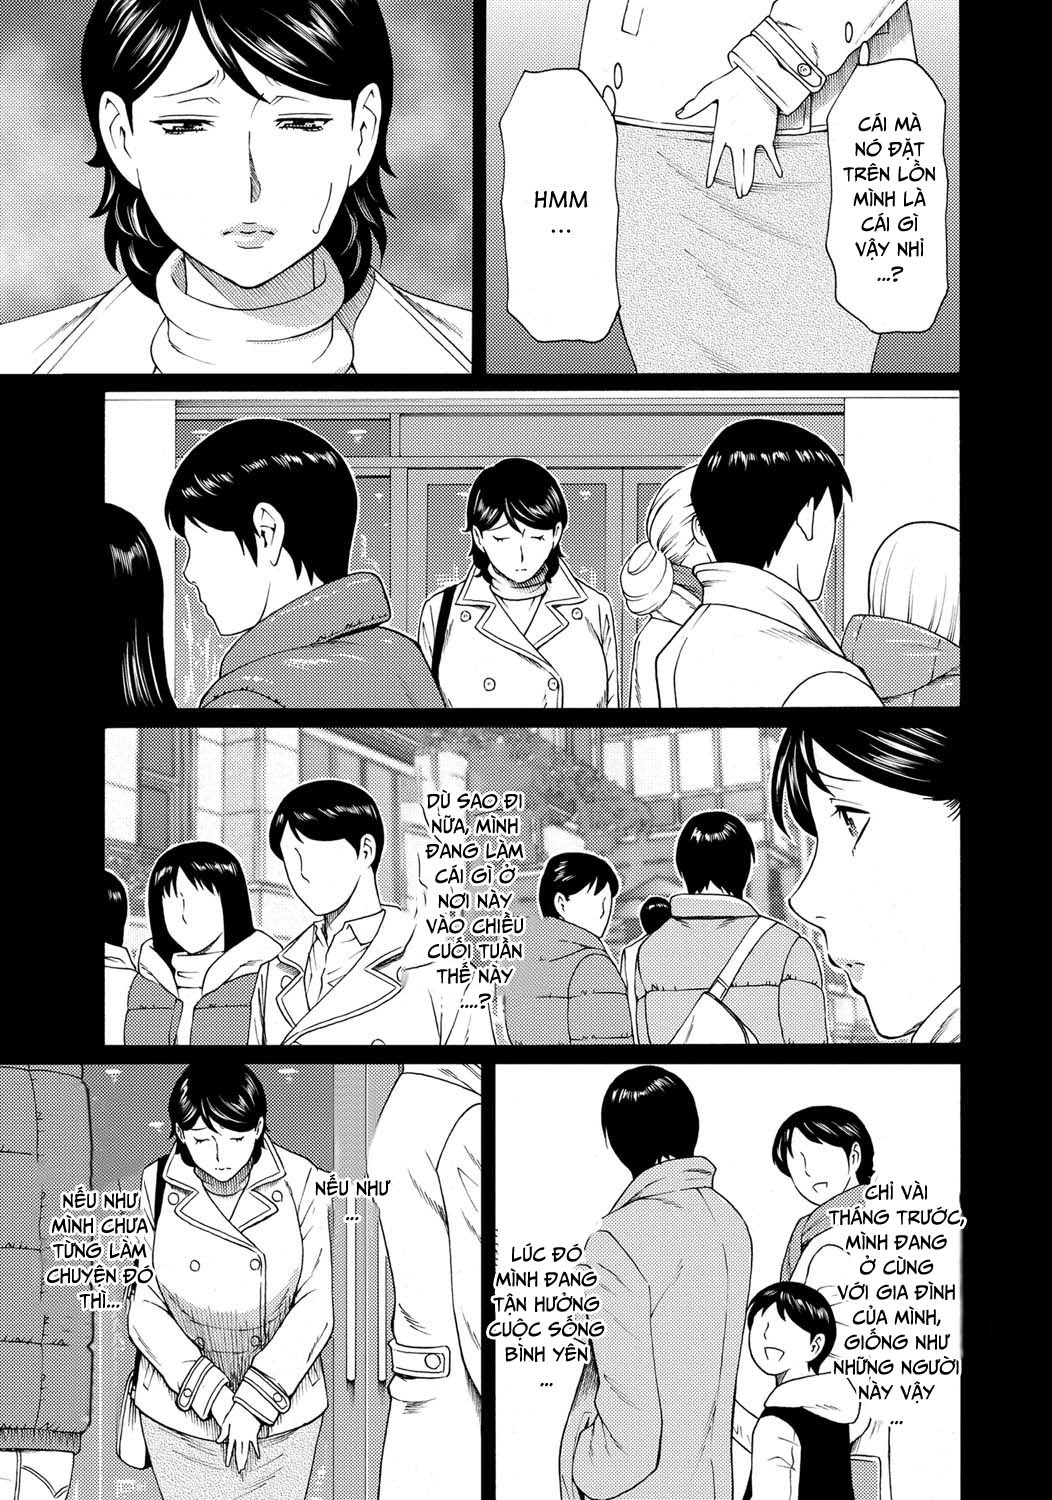 CÁI MÀ
NÓ ĐẶT
TRÊN LỒN
MÌNH LÀ
CÁI GÌ
VẬY NHỈ
...?
HMM
...
DÙ SAO ĐI
NỮA, MÌNH
ĐANG LÀM
CÁI GÌ Ở
NƠI NÀY
VÀO CHIỀU
CUỐI TUẦN
THẾ NÀY
....?
CHỈ VÀI
THÁNG TRƯỚC,
MÌNH ĐANG
Ở CÙNG
VỚI GIA ĐÌNH
CỦA MÌNH,
GIỐNG NHƯ
NHỮNG NGƯỜI
NÀY VẬY
...
LÚC ĐÓ
MÌNH ĐANG
TẬN HƯỞNG
CUỘC SỐNG
BÌNH YÊN
...
NẾU NHƯ
...
NẾU NHƯ
MÌNH CHƯA
TỪNG LÀM
CHUYỆN ĐÓ
THÌ...